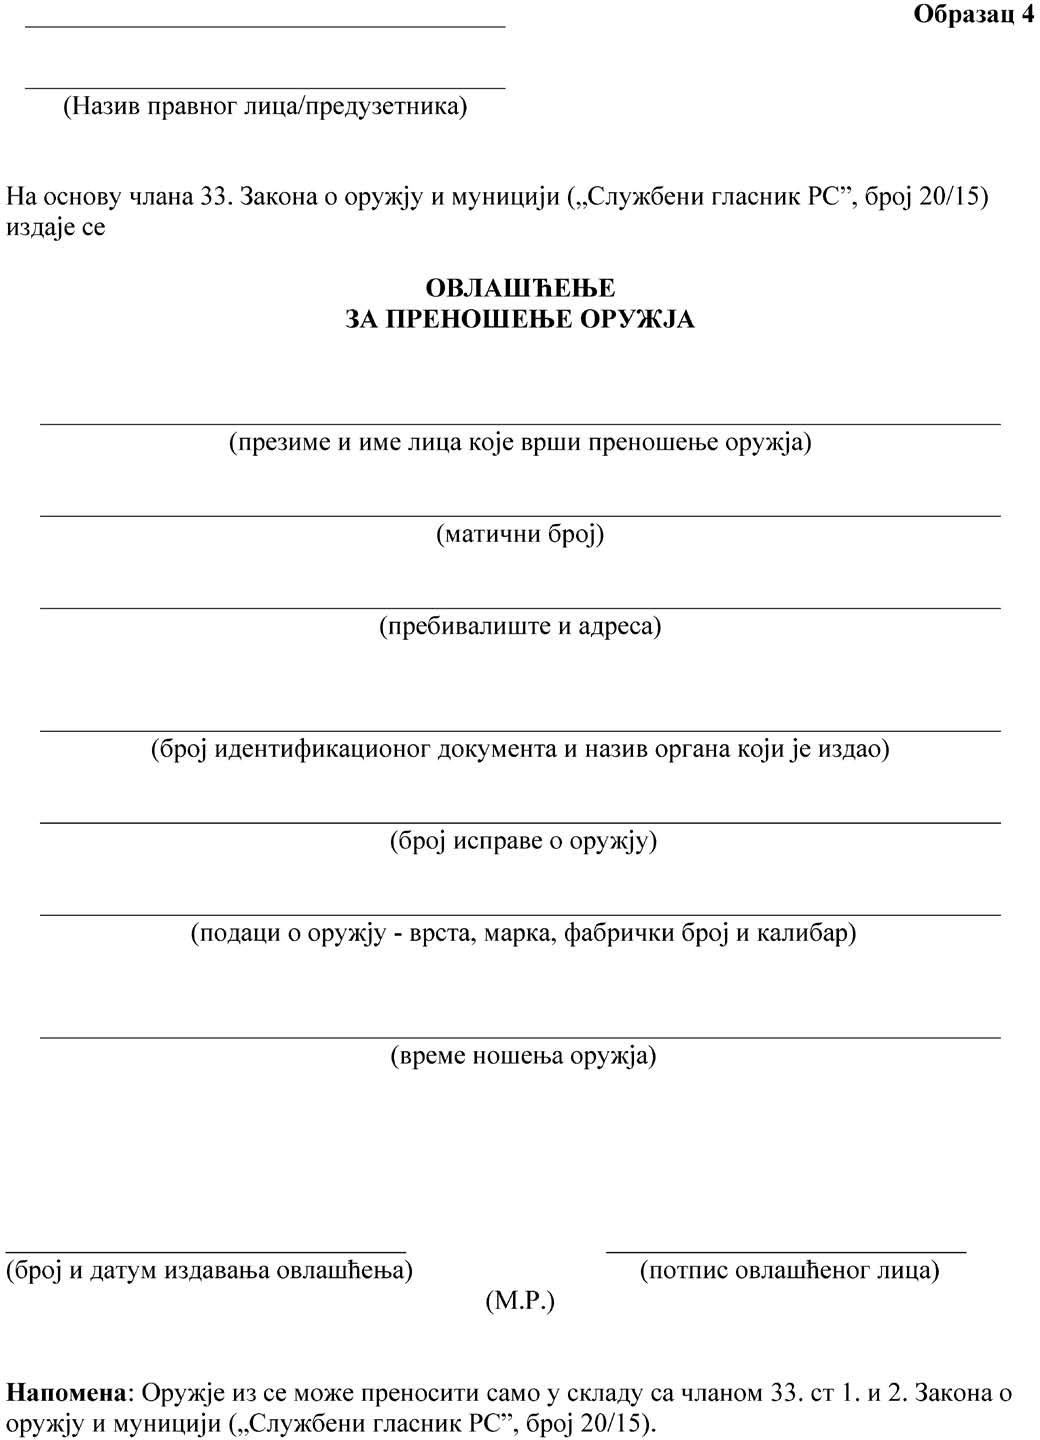 Образац 4
(Назив правног лица/предузетника)
На основу члана 33. Закона о оружју и муницији („Службени гласник РС”, број 20/15)
издаје се
ОВЛАШЋЕЊЕ
ЗА ПРЕНОШЕЊЕ ОРУЖЈА
(презиме и име лица које врши преношење оружја)
(матични број)
(пребивалиште и адреса)
(број идентификационог документа и назив органа који је издао)
(број исправе о оружју)
(подаци о оружју - врста, марка, фабрички број и калибар)
(време ношења оружја)
(број и датум издавања овлашћења) (потпис овлашћеног лица)
(М.Р.)
Напомена: Оружје из се може преносити само у складу са чланом 33. ст 1. и 2. Закона о
оружју и муницији („Службени гласник РС”, број 20/15).